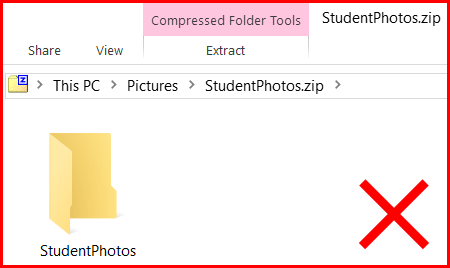 Compressed Folder Tools StudentPhotos.zip
Share View Extract
This PC > Pictures > StudentPhotos.zip >
StudentPhotos